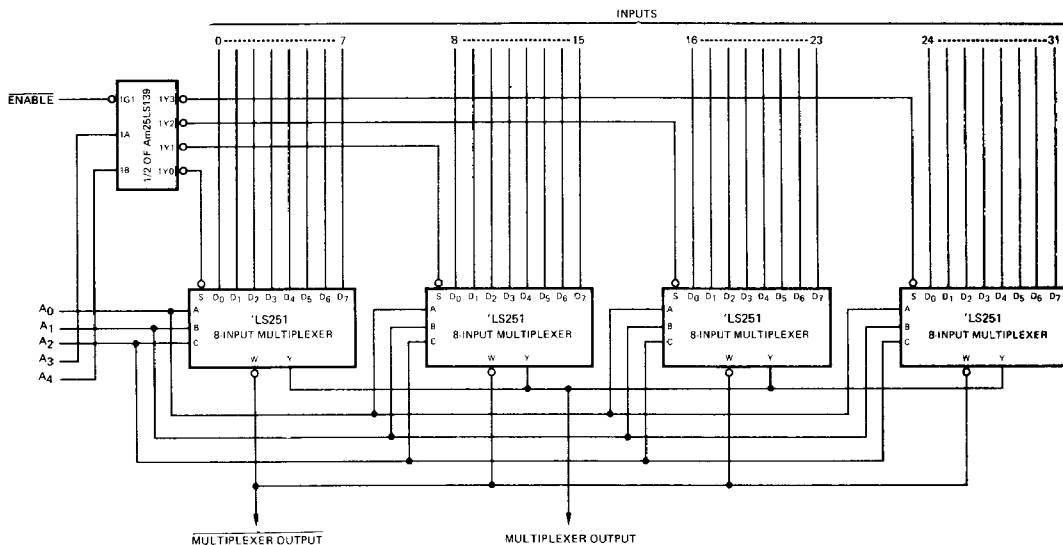 INPUTS
0 7 8 15 16 23 24 31
ENABLE
1G1 1Y3
1Y2
1A 1Y1
1B 1Y0
1/2 OF Am25LS139
S D0 D1 D2 D3 D4 D5 D6 D7
A
B
C
'LS251
8-INPUT MULTIPLEXER
W Y
S D0 D1 D2 D3 D4 D5 D6 D7
A
B
C
'LS251
8-INPUT MULTIPLEXER
W Y
S D0 D1 D2 D3 D4 D5 D6 D7
A
B
C
'LS251
8-INPUT MULTIPLEXER
W Y
S D0 D1 D2 D3 D4 D5 D6 D7
A
B
C
'LS251
8-INPUT MULTIPLEXER
W Y
A0
A1
A2
A3
A4
MULTIPLEXER OUTPUT
MULTIPLEXER OUTPUT